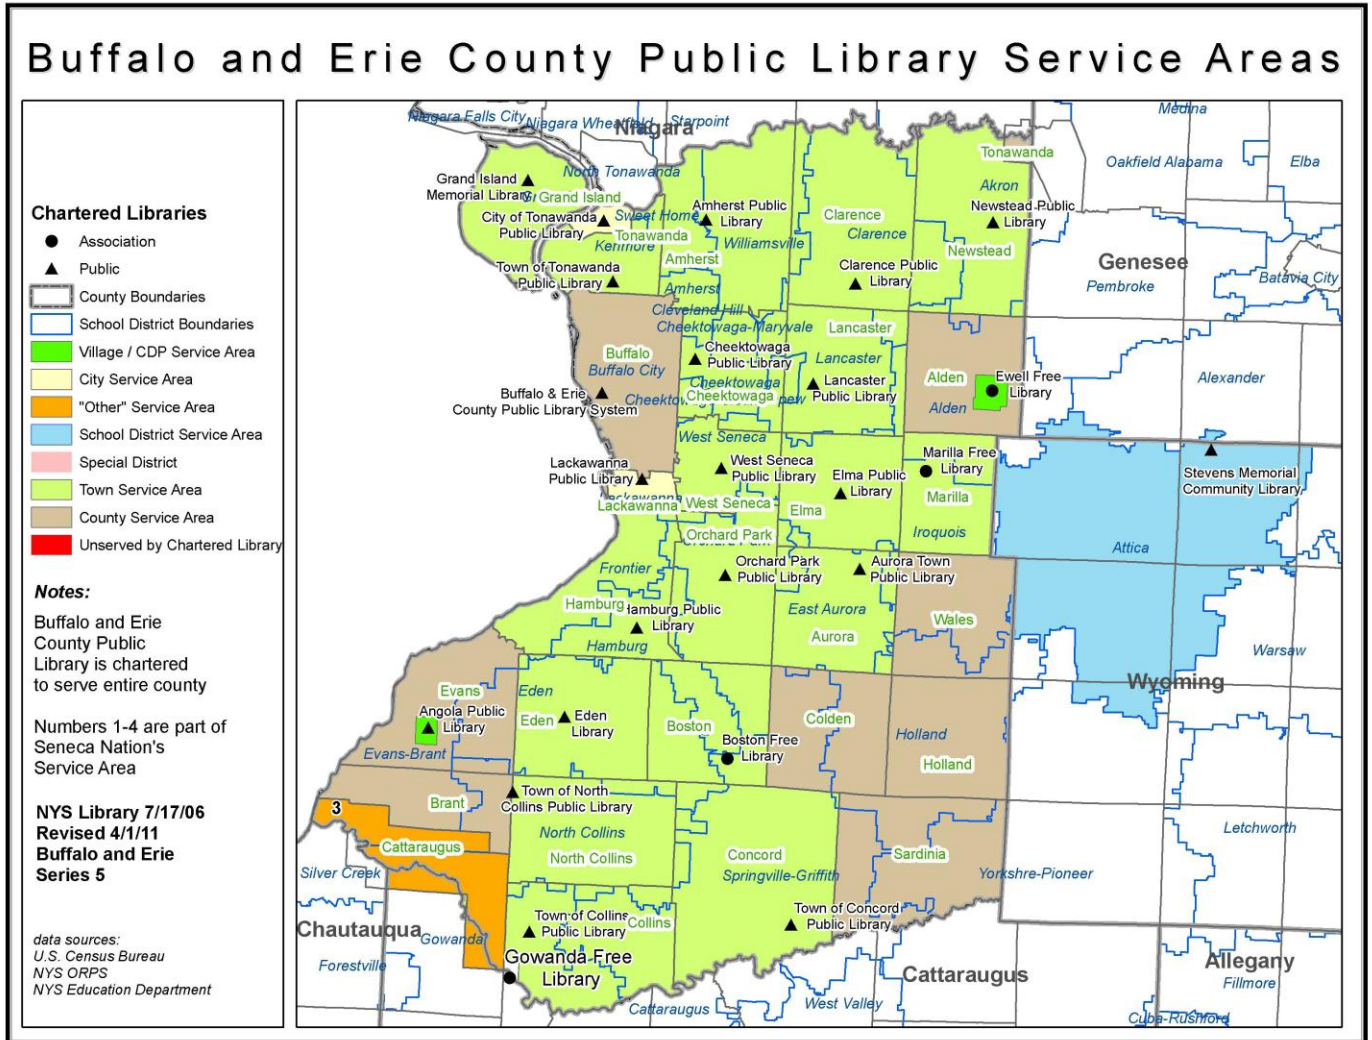 Buffalo and Erie County Public Library Service Areas
Chartered Libraries
Association
Public
County Boundaries
School District Boundaries
Village / CDP Service Area
City Service Area
"Other" Service Area
School District Service Area
Special District
Town Service Area
County Service Area
Unserved by Chartered Library
Notes:
Buffalo and Erie
County Public
Library is chartered
to serve entire county
Numbers 1-4 are part of
Seneca Nation's
Service Area
NYS Library 7/17/06
Revised 4/1/11
Buffalo and Erie
Series 5
data sources:
U.S. Census Bureau
NYS ORPS
NYS Education Department
Niagara Falls City
Niagara Wheatfield
Starpoint
Medina
Niagara
Tonawanda
Oakfield Alabama
Elba
North Tonawanda
Grand Island
Memorial Library
Grand Island
Akron
City of Tonawanda
Public Library
Sweet Home
Amherst Public
Library
Clarence
Clarence
Newstead Public
Library
Tonawanda
Kenmore
Williamsville
Newstead
Amherst
Genesee
Town of Tonawanda
Public Library
Clarence Public
Library
Batavia City
Pembroke
Amherst
Cleveland Hill
Cheektowaga-Maryvale
Lancaster
Buffalo
Buffalo City
Cheektowaga
Public Library
Lancaster
Alden
Ewell Free
Library
Alexander
Cheektowaga
Cheektowaga
Lancaster
Public Library
Alden
Buffalo & Erie
County Public Library System
West Seneca
Lackawanna
Public Library
West Seneca
Public Library
Elma Public
Library
Marilla Free
Library
Stevens Memorial
Community Library
Lackawanna
Lackawanna
West Seneca
Elma
Marilla
Orchard Park
Iroquois
Attica
Frontier
Orchard Park
Public Library
Aurora Town
Public Library
Hamburg
Hamburg Public
Library
East Aurora
Aurora
Wales
Hamburg
Warsaw
Wyoming
Evans
Eden
Angola Public
Library
Eden
Eden
Library
Boston
Colden
Boston Free
Library
Holland
Holland
Evans-Brant
3
Brant
Town of North
Collins Public Library
North Collins
North Collins
Cattaraugus
Concord
Springville-Griffith
Sardinia
Letchworth
Silver Creek
Yorkshre-Pioneer
Chautauqua
Gowanda
Town of Collins
Public Library
Collins
Town of Concord
Public Library
Forestville
Gowanda Free
Library
Cattaraugus
Allegany
Fillmore
Cattaraugus
West Valley
Cuba-Rushford